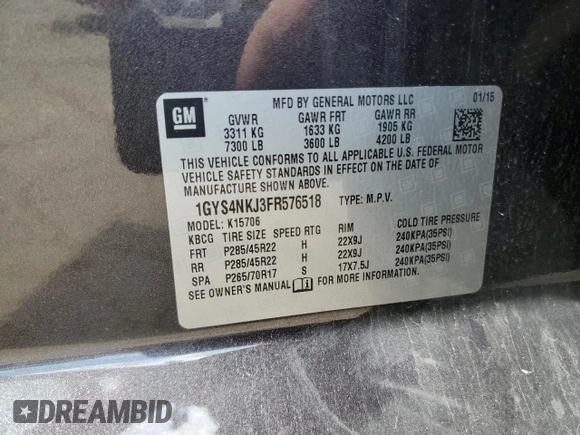 GM
MFD BY GENERAL MOTORS LLC 01/15
GVWR GAWR FRT GAWR RR
3311 KG 1633 KG 1905 KG
7300 LB 3600 LB 4200 LB
THIS VEHICLE CONFORMS TO ALL APPLICABLE U.S. FEDERAL
VEHICLE SAFETY STANDARDS IN EFFECT ON THE DATE OF
MANUFACTURE SHOWN ABOVE.
1GYS4NKJ3FR576518 TYPE: M.P.V.
MODEL: K15706
KBCG TIRE SIZE SPEED RTG RIM COLD TIRE PRESSURE
FRT P285/45R22 H 22X9J 240KPA(35PSI)
RR P285/45R22 H 22X9J 240KPA(35PSI)
SPA P265/70R17 S 17X7.5J 240KPA(35PSI)
SEE OWNER'S MANUAL FOR MORE INFORMATION.
DREAMBID